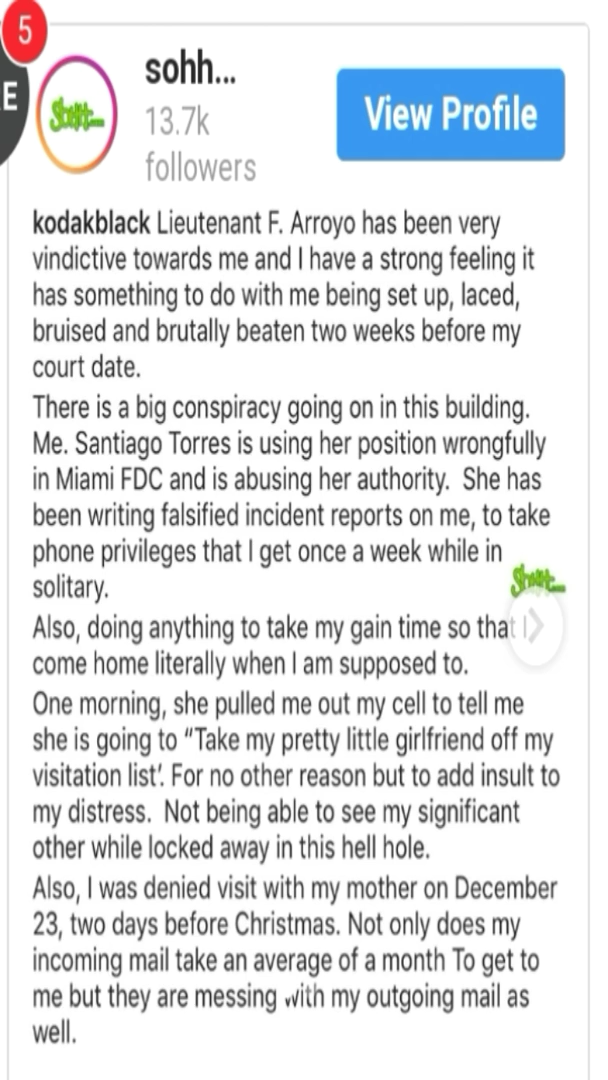 5
E
sohh...
13.7k
followers
View Profile
kodakblack Lieutenant F. Arroyo has been very
vindictive towards me and I have a strong feeling it
has something to do with me being set up, laced,
bruised and brutally beaten two weeks before my
court date.
There is a big conspiracy going on in this building.
Me. Santiago Torres is using her position wrongfully
in Miami FDC and is abusing her authority. She has
been writing falsified incident reports on me, to take
phone privileges that I get once a week while in
solitary.
Also, doing anything to take my gain time so that I
come home literally when I am supposed to.
One morning, she pulled me out my cell to tell me
she is going to “Take my pretty little girlfriend off my
visitation list’. For no other reason but to add insult to
my distress. Not being able to see my significant
other while locked away in this hell hole.
Also, I was denied visit with my mother on December
23, two days before Christmas. Not only does my
incoming mail take an average of a month To get to
me but they are messing with my outgoing mail as
well.